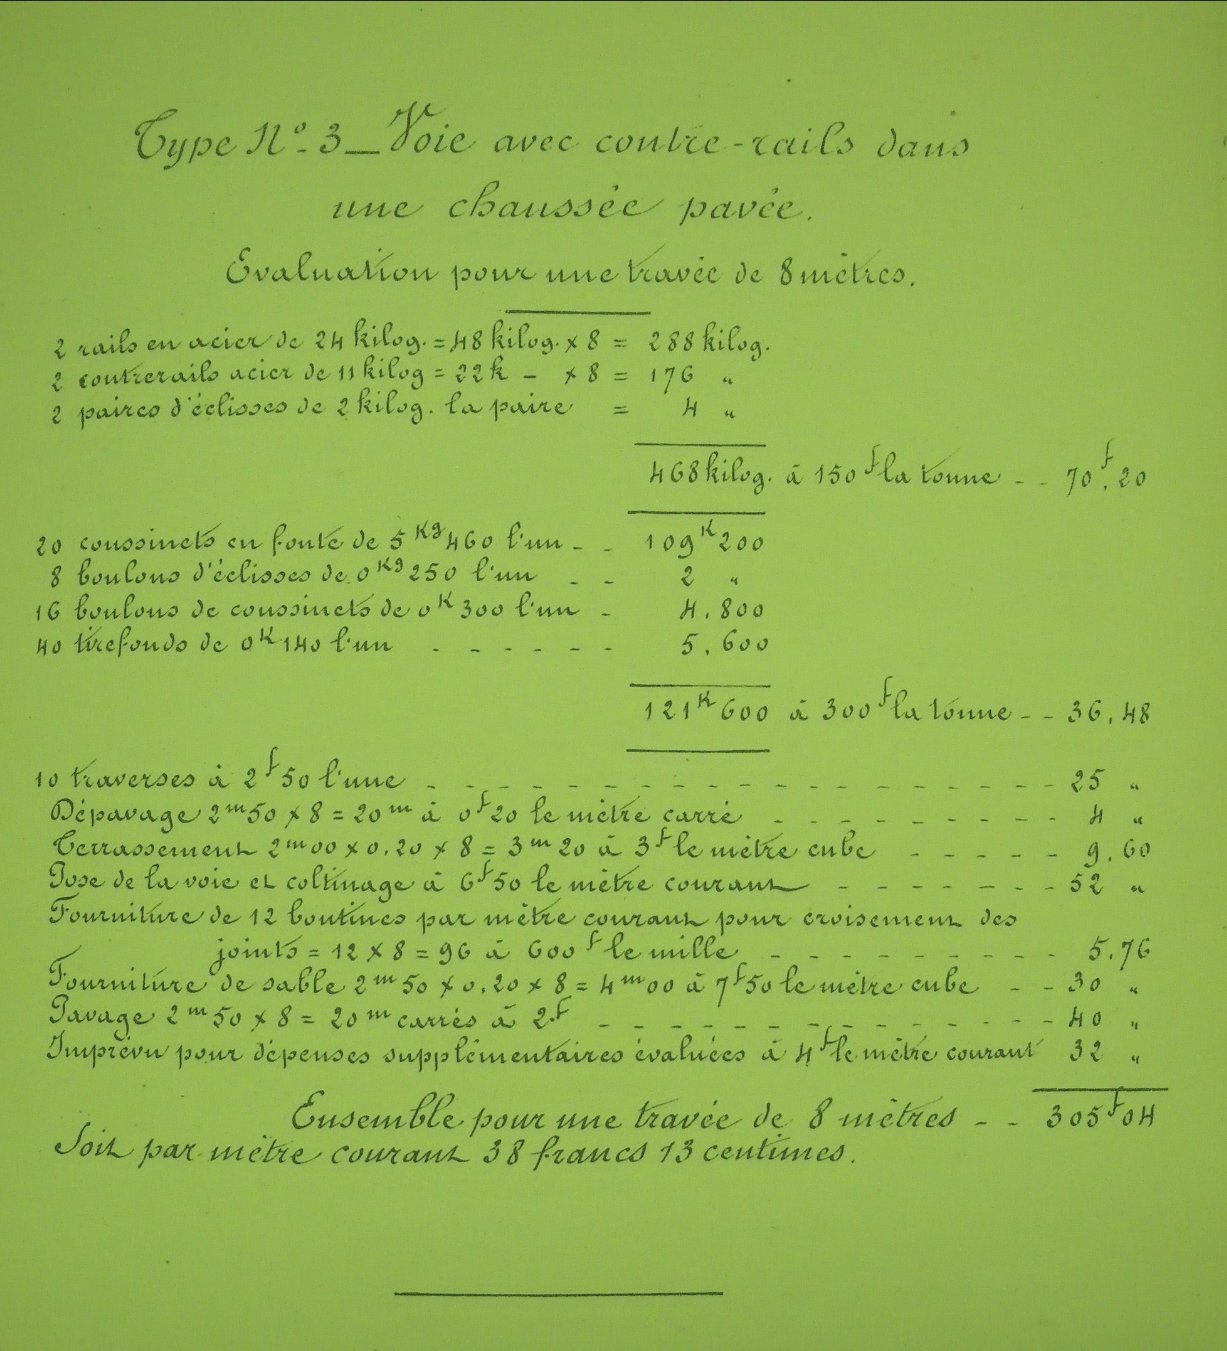 Type N° 3 _ Voie avec contre-rails dans
une chaussée pavée.
Evaluation pour une travée de 8 mètres.
2 rails en acier de 24 kilog. = 48 kilog. x 8 = 288 kilog.
2 contrerails acier de 11 kilog = 22 k - x 8 = 176 "
2 paires d'éclisses de 2 kilog. la paire = 4 "
468 kilog. à 150 f la tonne - - 70 f. 20
20 coussinets en fonte de 5 Kg 460 l'un - - 109 K 200
8 boulons d'éclisses de 0 Kg 250 l'un - - 2 "
16 boulons de coussinets de 0 K 300 l'un - 4.800
40 tirefonds de 0 K 140 l'un - - - - - - 5.600
121 K 600 à 300 f la tonne - - 36.48
10 traverses à 2 f 50 l'une - - - - - - - - - - - - - - - - - - 25 "
Dépavage 2 m 50 x 8 = 20 m à 0 f 20 le mètre carré - - - - - - - - - 4 "
Terrassement 2 m 00 x 0.20 x 8 = 3 m 20 à 3 f le mètre cube - - - - - 9.60
Pose de la voie et coltinage à 6 f 50 le mètre courant - - - - - - - 52 "
Fourniture de 12 boutines par mètre courant pour croisement des
joints = 12 x 8 = 96 à 600 f le mille - - - - - - - - - 5.76
Fourniture de sable 2 m 50 x 0.20 x 8 = 4 m 00 à 7 f 50 le mètre cube - - 30 "
Pavage 2 m 50 x 8 = 20 m carrés à 2 f - - - - - - - - - - - - - - 40 "
Imprévu pour dépenses supplémentaires évaluées à 4 f le mètre courant 32 "
Ensemble pour une travée de 8 mètres - - 305 f 04
Soit par mètre courant 38 francs 13 centimes.